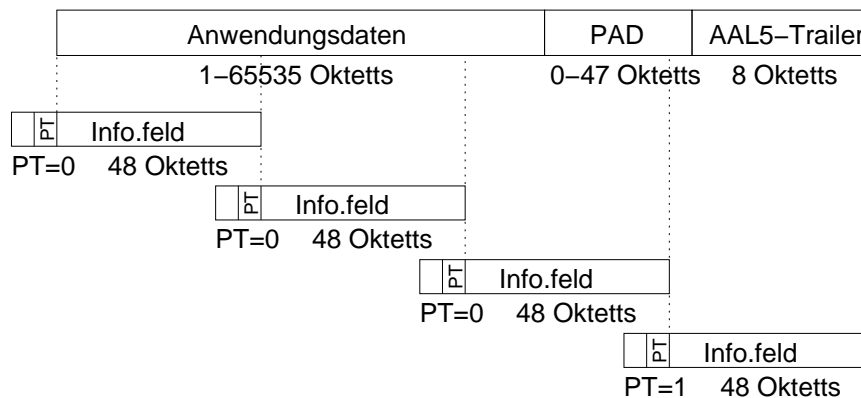 Anwendungsdaten PAD AAL5–Trailer
1–65535 Oktetts 0–47 Oktetts 8 Oktetts
PT Info.feld
PT=0 48 Oktetts
PT Info.feld
PT=0 48 Oktetts
PT Info.feld
PT=0 48 Oktetts
PT Info.feld
PT=1 48 Oktetts